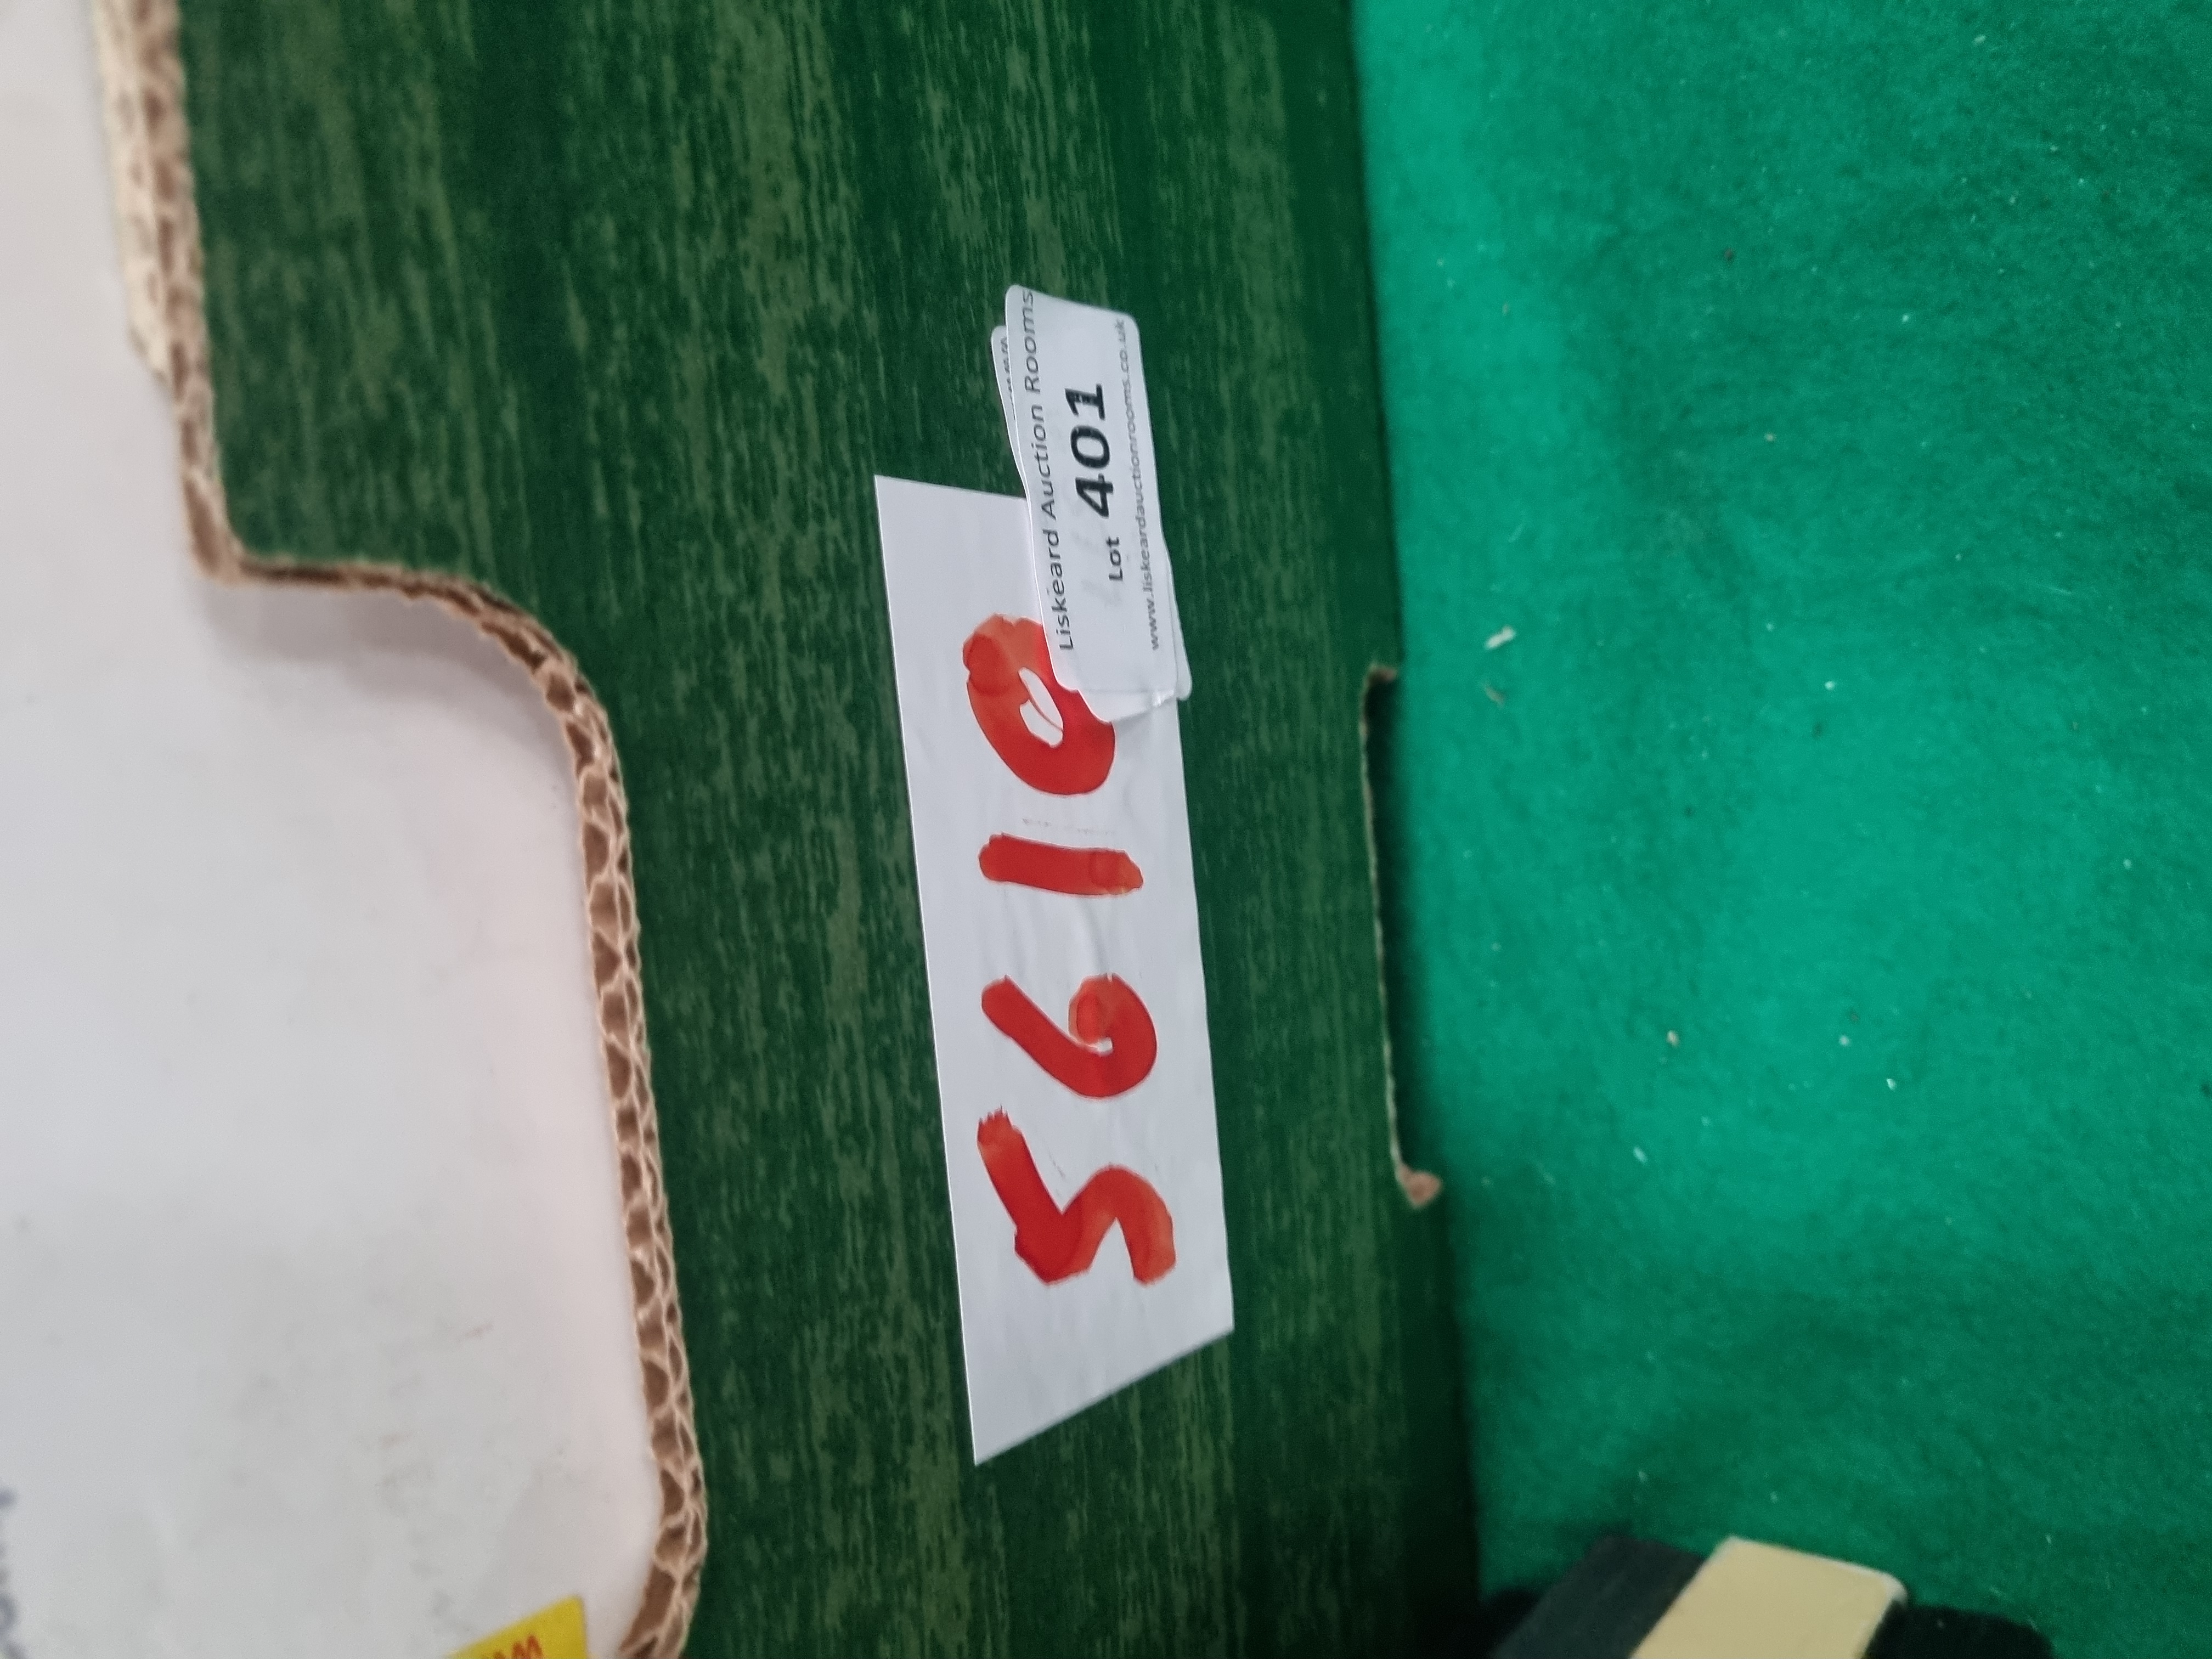 Liskeard Auction Rooms
Lot 401
www.liskeardauctionrooms.co.uk
5610